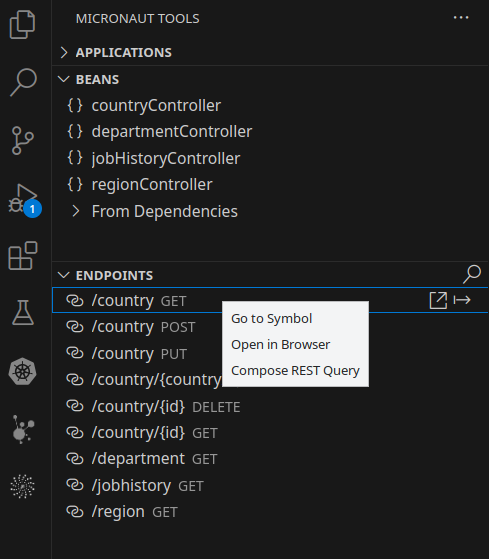 MICRONAUT TOOLS
APPLICATIONS
BEANS
{} countryController
{} departmentController
{} jobHistoryController
{} regionController
From Dependencies
ENDPOINTS
/country GET
/country POST
/country PUT
/country/{country
/country/{id} DELETE
/country/{id} GET
/department GET
/jobhistory GET
/region GET
Go to Symbol
Open in Browser
Compose REST Query
1